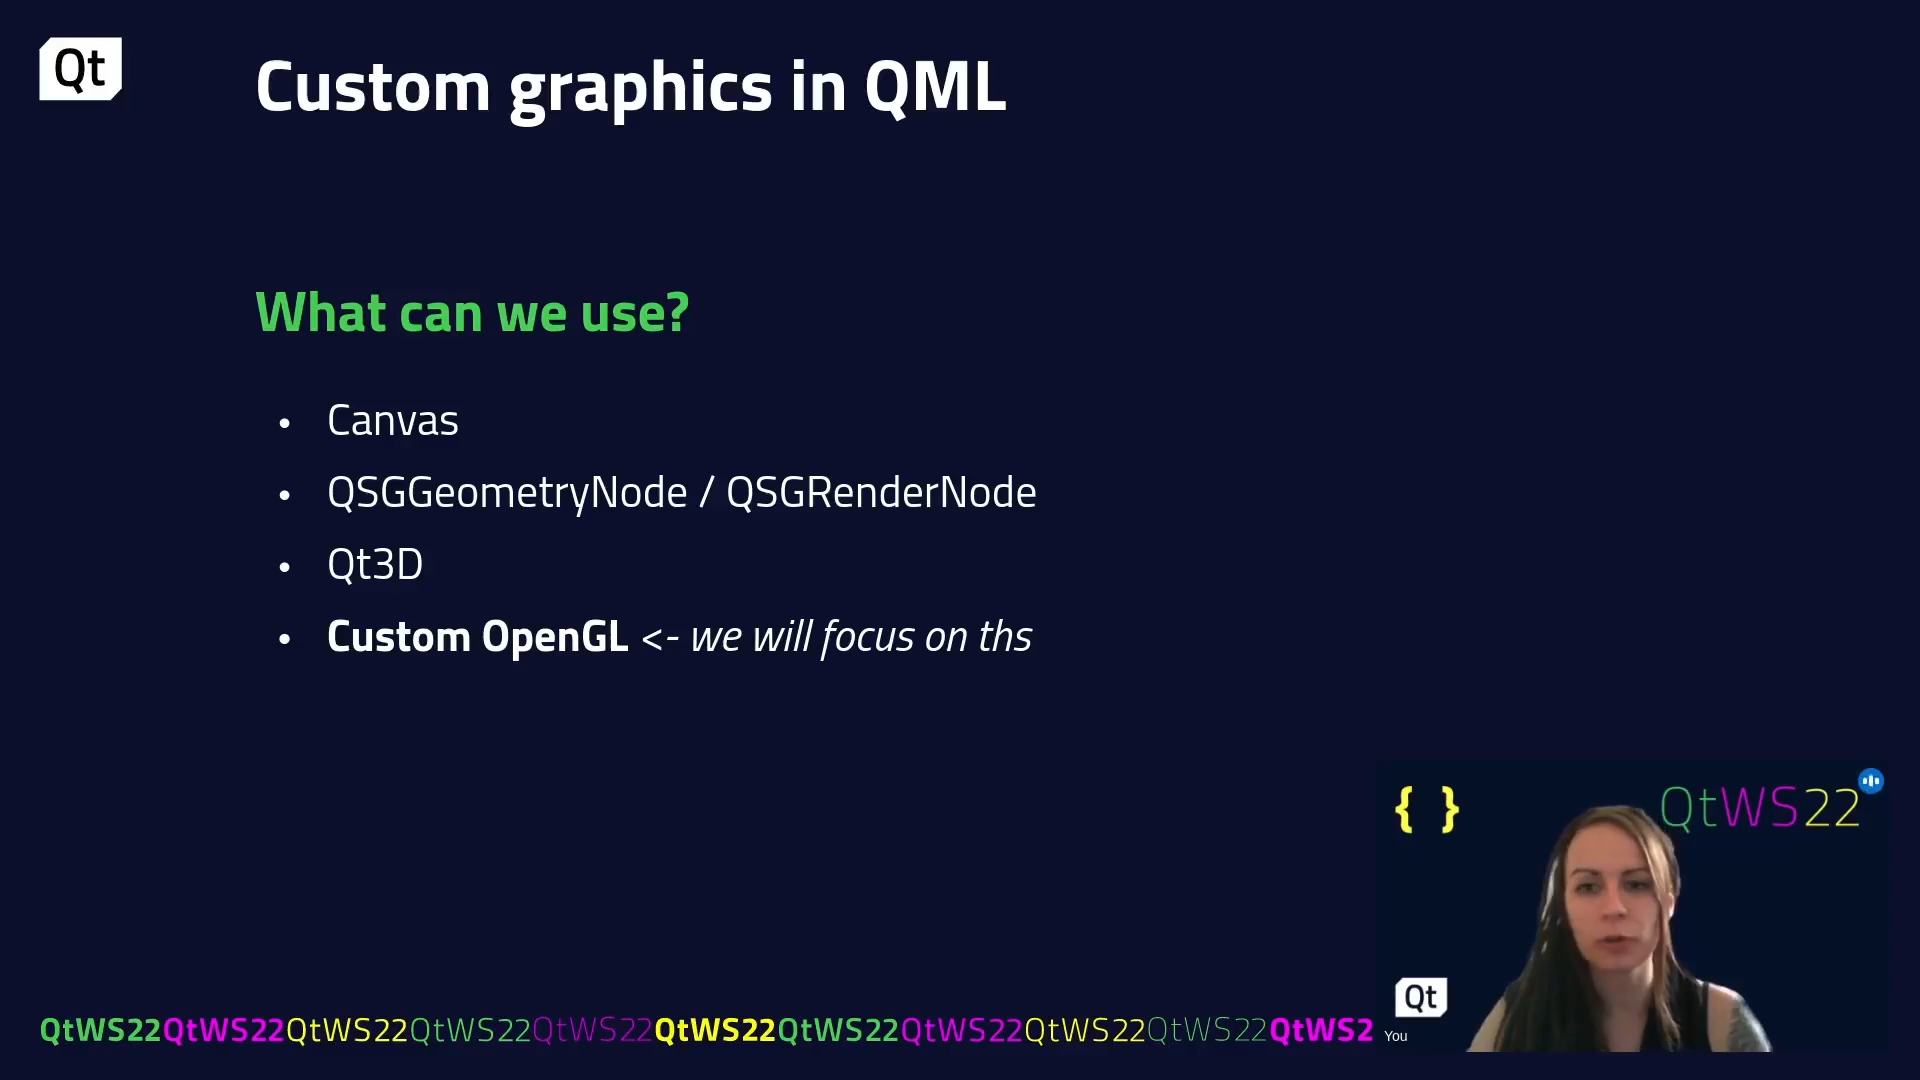 Qt
Custom graphics in QML
What can we use?
• Canvas
• QSGGeometryNode / QSGRenderNode
• Qt3D
• Custom OpenGL <- we will focus on ths
{ } QtWS22
Qt
You
QtWS22QtWS22QtWS22QtWS22QtWS22QtWS22QtWS22QtWS22QtWS22QtWS22QtWS2